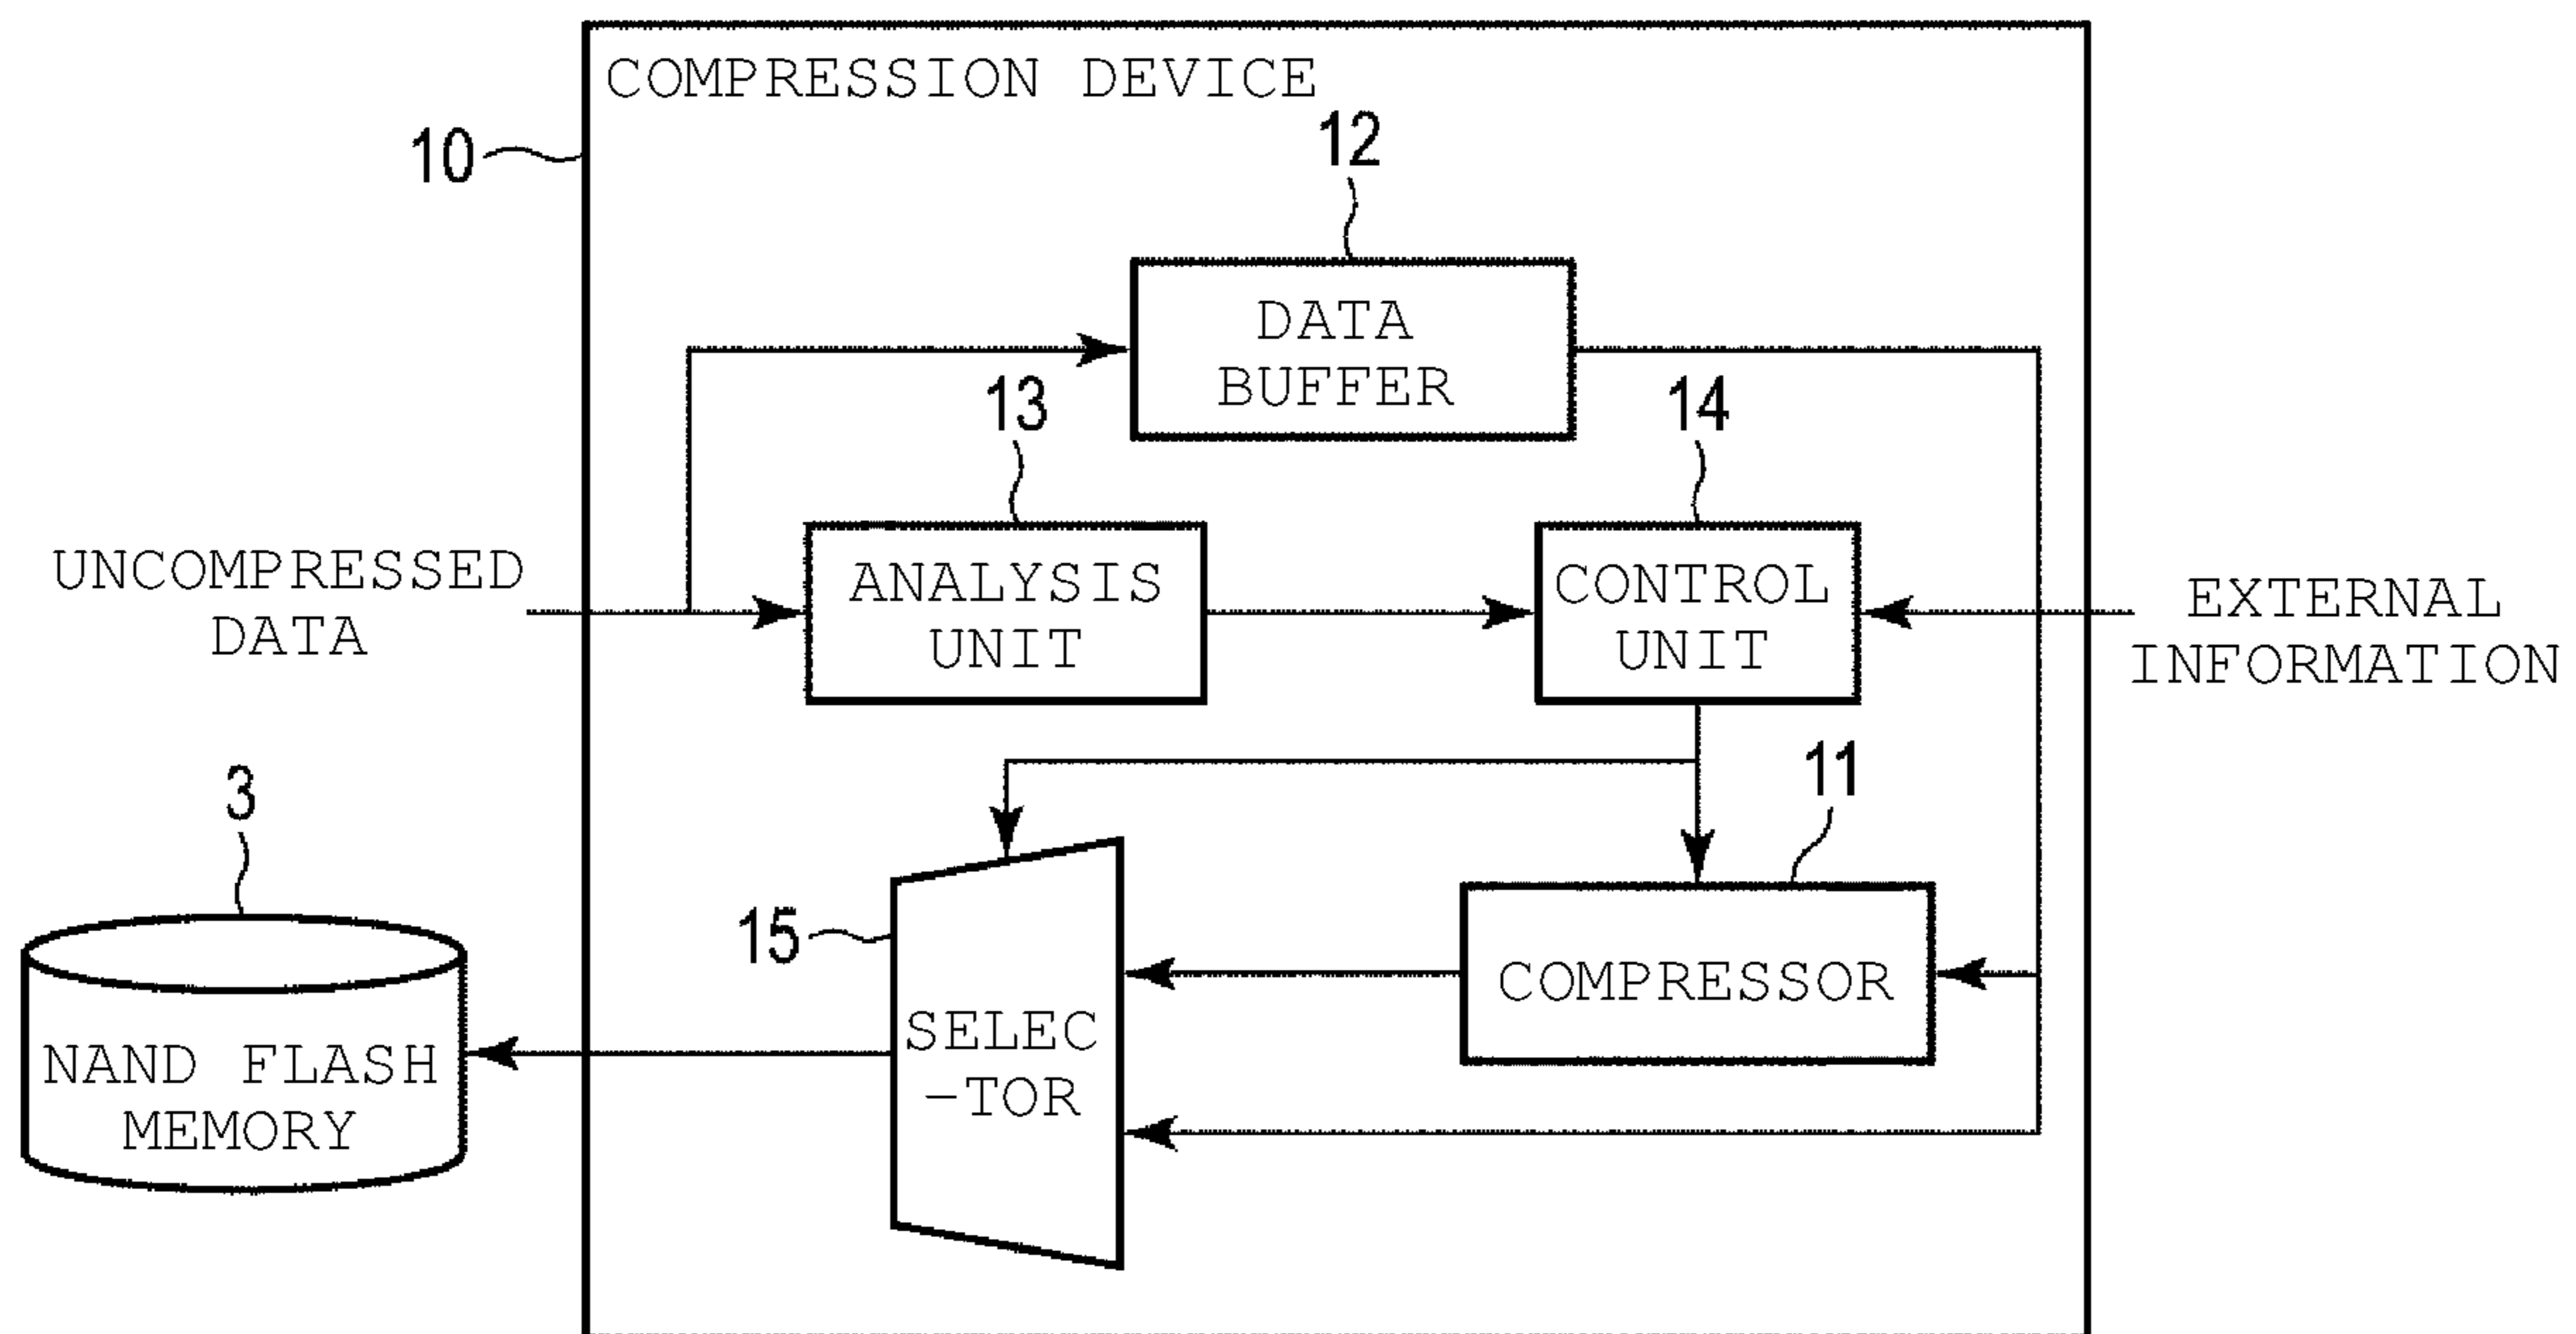 COMPRESSION DEVICE
10
12
DATA
BUFFER
13
14
UNCOMPRESSED
DATA
ANALYSIS
UNIT
CONTROL
UNIT
EXTERNAL
INFORMATION
3
11
15
COMPRESSOR
SELEC
-TOR
NAND FLASH
MEMORY